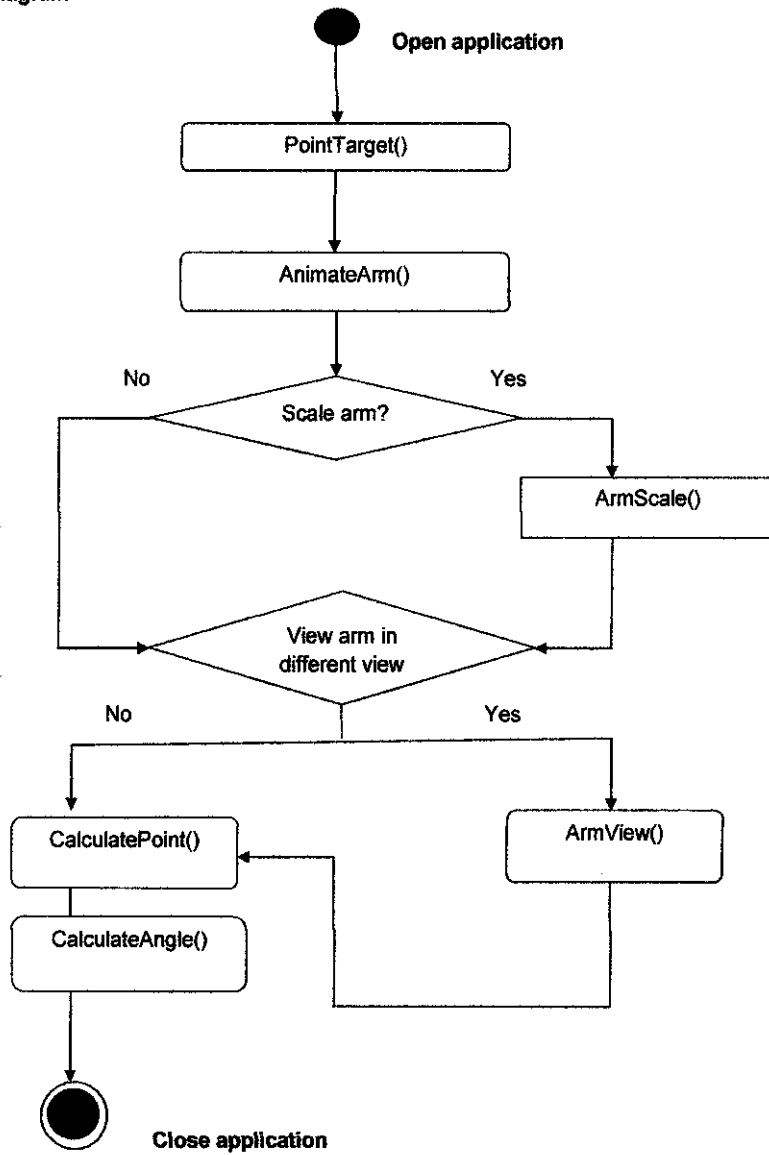 Open application
PointTarget()
AnimateArm()
No
Yes
Scale arm?
ArmScale()
View arm in
different view
No
Yes
CalculatePoint()
ArmView()
CalculateAngle()
Close application